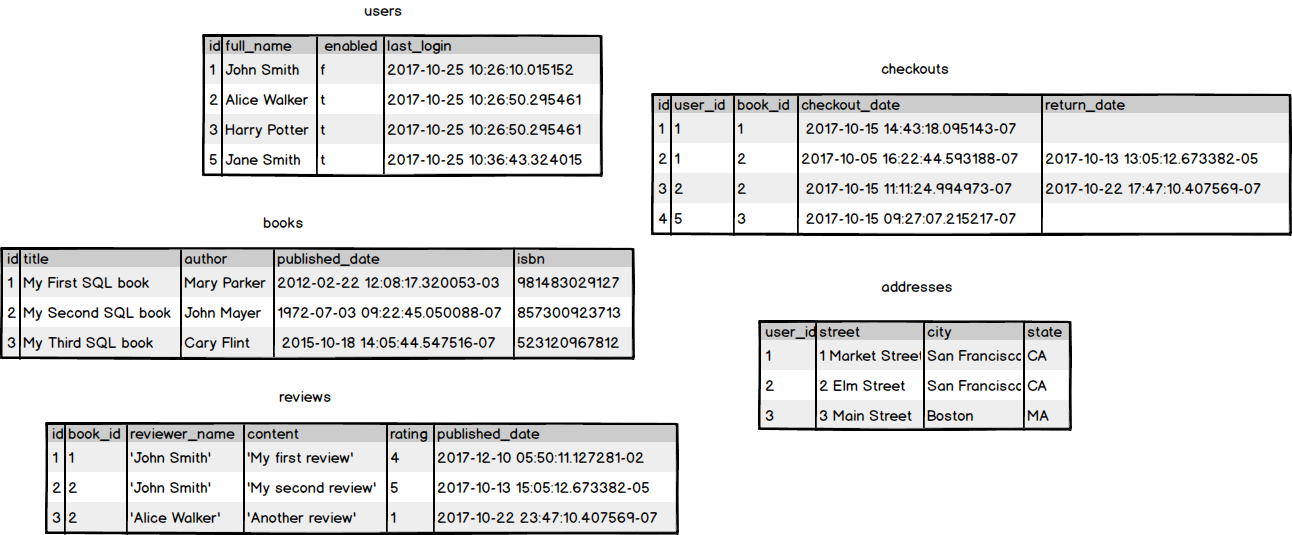 users
id full_name enabled last_login
1 John Smith f 2017-10-25 10:26:10.015152
2 Alice Walker t 2017-10-25 10:26:50.295461
3 Harry Potter t 2017-10-25 10:26:50.295461
5 Jane Smith t 2017-10-25 10:36:43.324015
checkouts
id user_id book_id checkout_date return_date
1 1 1 2017-10-15 14:43:18.095143-07
2 1 2 2017-10-05 16:22:44.593188-07 2017-10-13 13:05:12.673382-05
3 2 2 2017-10-15 11:11:24.994973-07 2017-10-22 17:47:10.407569-07
4 5 3 2017-10-15 09:27:07.215217-07
books
id title author published_date isbn
1 My First SQL book Mary Parker 2012-02-22 12:08:17.320053-03 981483029127
2 My Second SQL book John Mayer 1972-07-03 09:22:45.050088-07 857300923713
3 My Third SQL book Cary Flint 2015-10-18 14:05:44.547516-07 523120967812
addresses
user_id street city state
1 1 Market Street San Francisco CA
2 2 Elm Street San Francisco CA
3 3 Main Street Boston MA
reviews
id book_id reviewer_name content rating published_date
1 1 'John Smith' 'My first review' 4 2017-12-10 05:50:11.127281-02
2 2 'John Smith' 'My second review' 5 2017-10-13 15:05:12.673382-05
3 2 'Alice Walker' 'Another review' 1 2017-10-22 23:47:10.407569-07